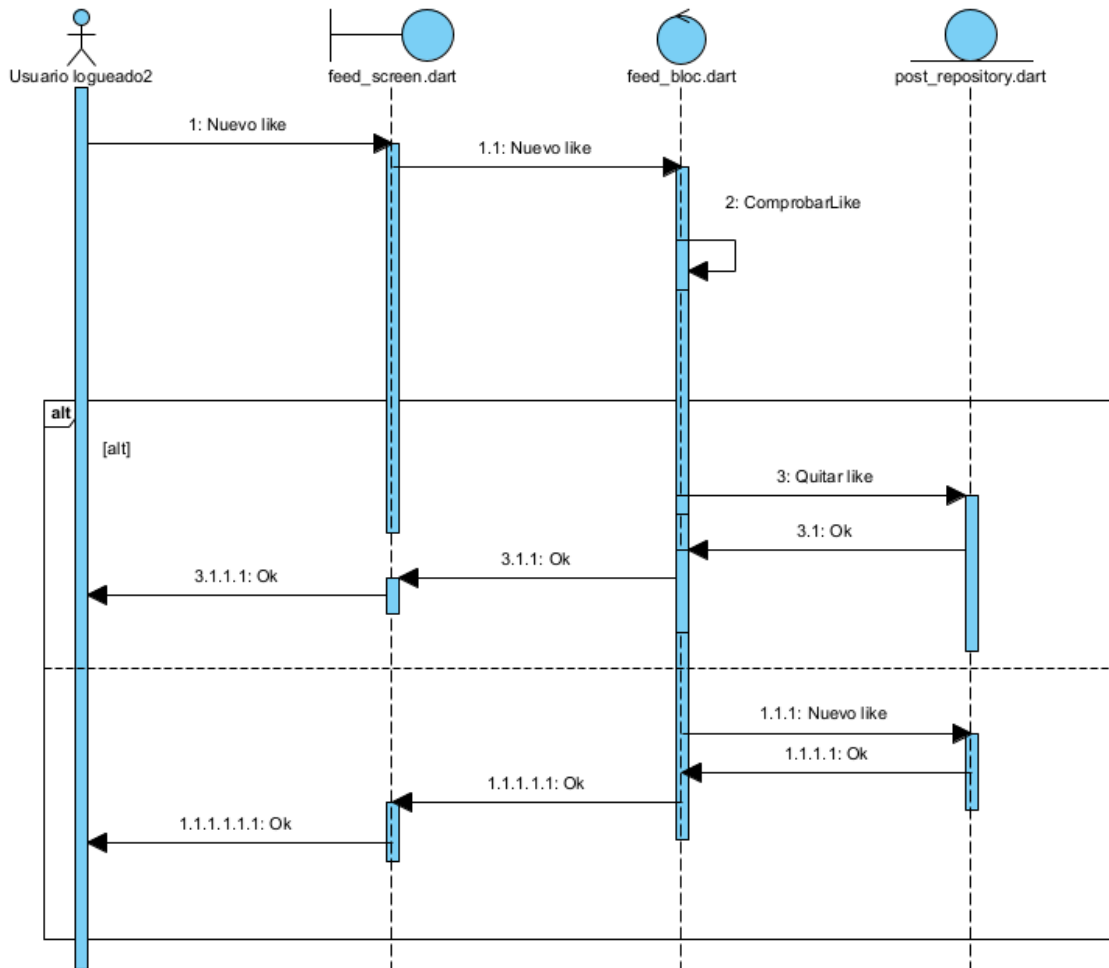 Usuario logueado2
feed_screen.dart
feed_bloc.dart
post_repository.dart
1: Nuevo like
1.1: Nuevo like
2: ComprobarLike
alt
[alt]
3: Quitar like
3.1: Ok
3.1.1: Ok
3.1.1.1: Ok
1.1.1: Nuevo like
1.1.1.1: Ok
1.1.1.1.1: Ok
1.1.1.1.1.1: Ok